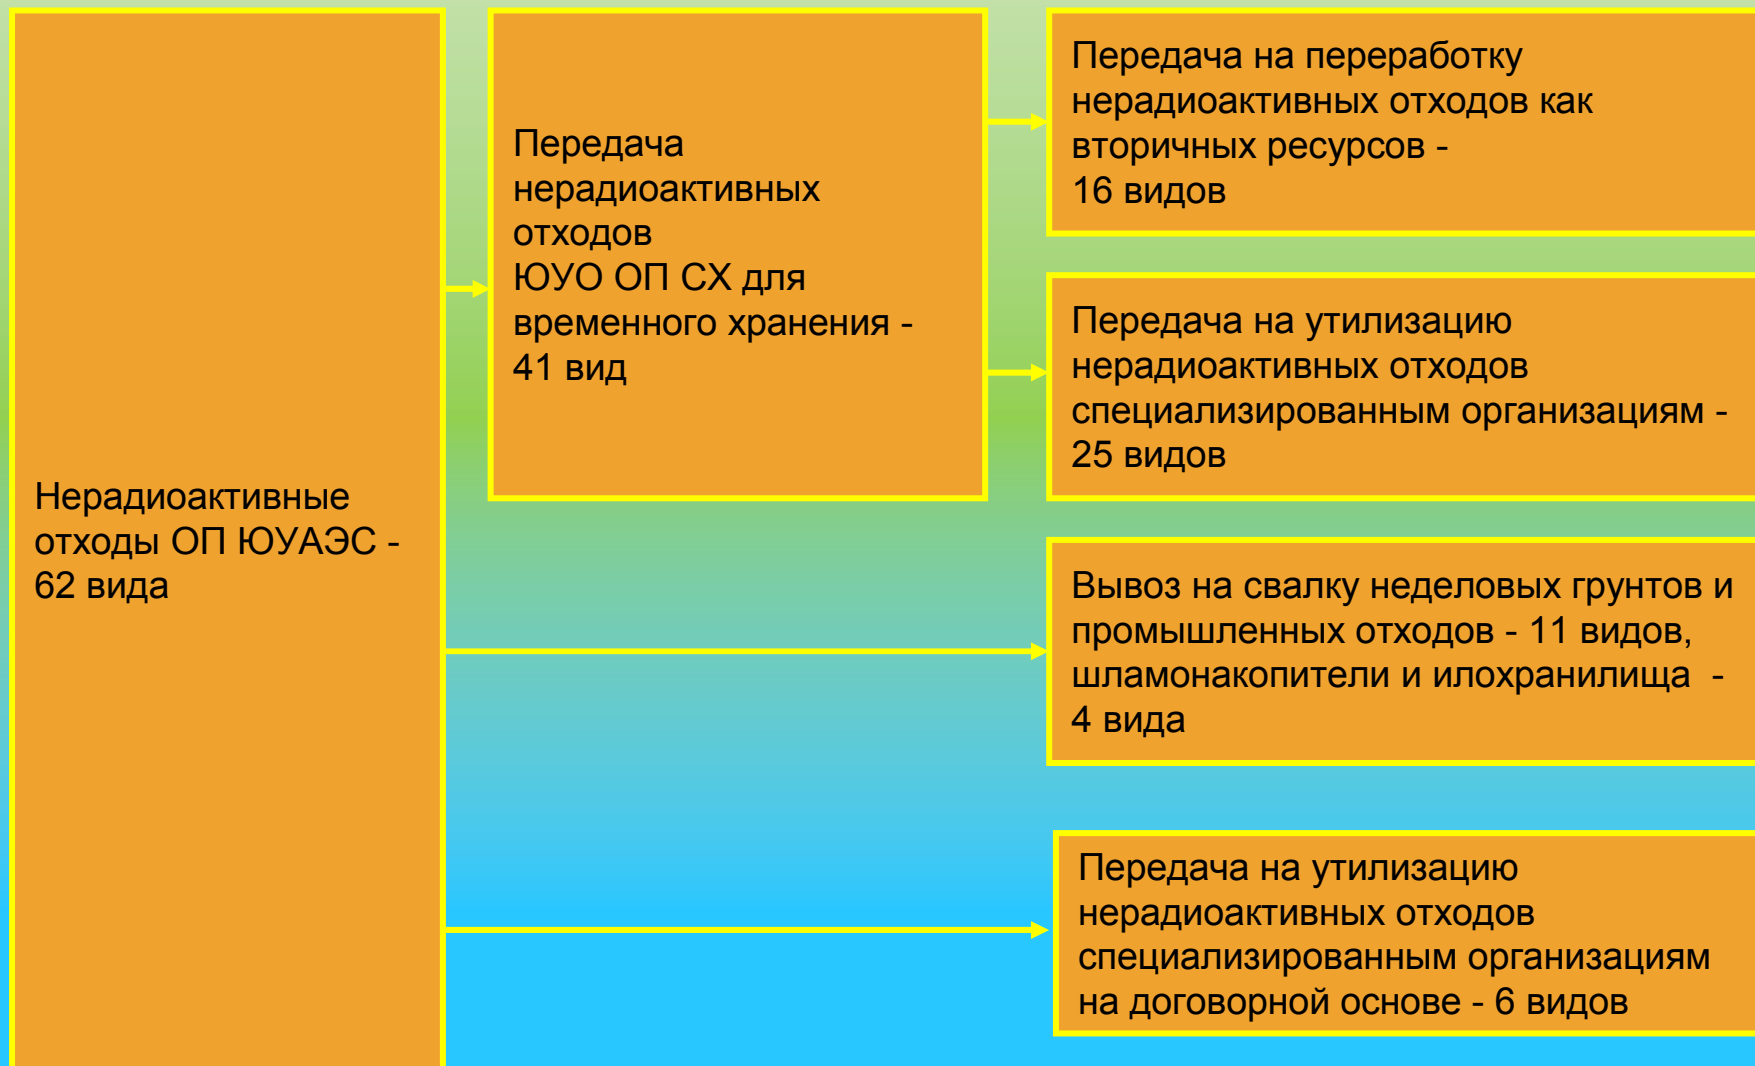 Нерадиоактивные
отходы ОП ЮУАЭС -
62 вида
Передача
нерадиоактивных
отходов
ЮУО ОП СХ для
временного хранения -
41 вид
Передача на переработку
нерадиоактивных отходов как
вторичных ресурсов -
16 видов
Передача на утилизацию
нерадиоактивных отходов
специализированным организациям -
25 видов
Вывоз на свалку неделовых грунтов и
промышленных отходов - 11 видов,
шламонакопители и илохранилища  -
4 вида
Передача на утилизацию
нерадиоактивных отходов
специализированным организациям
на договорной основе - 6 видов